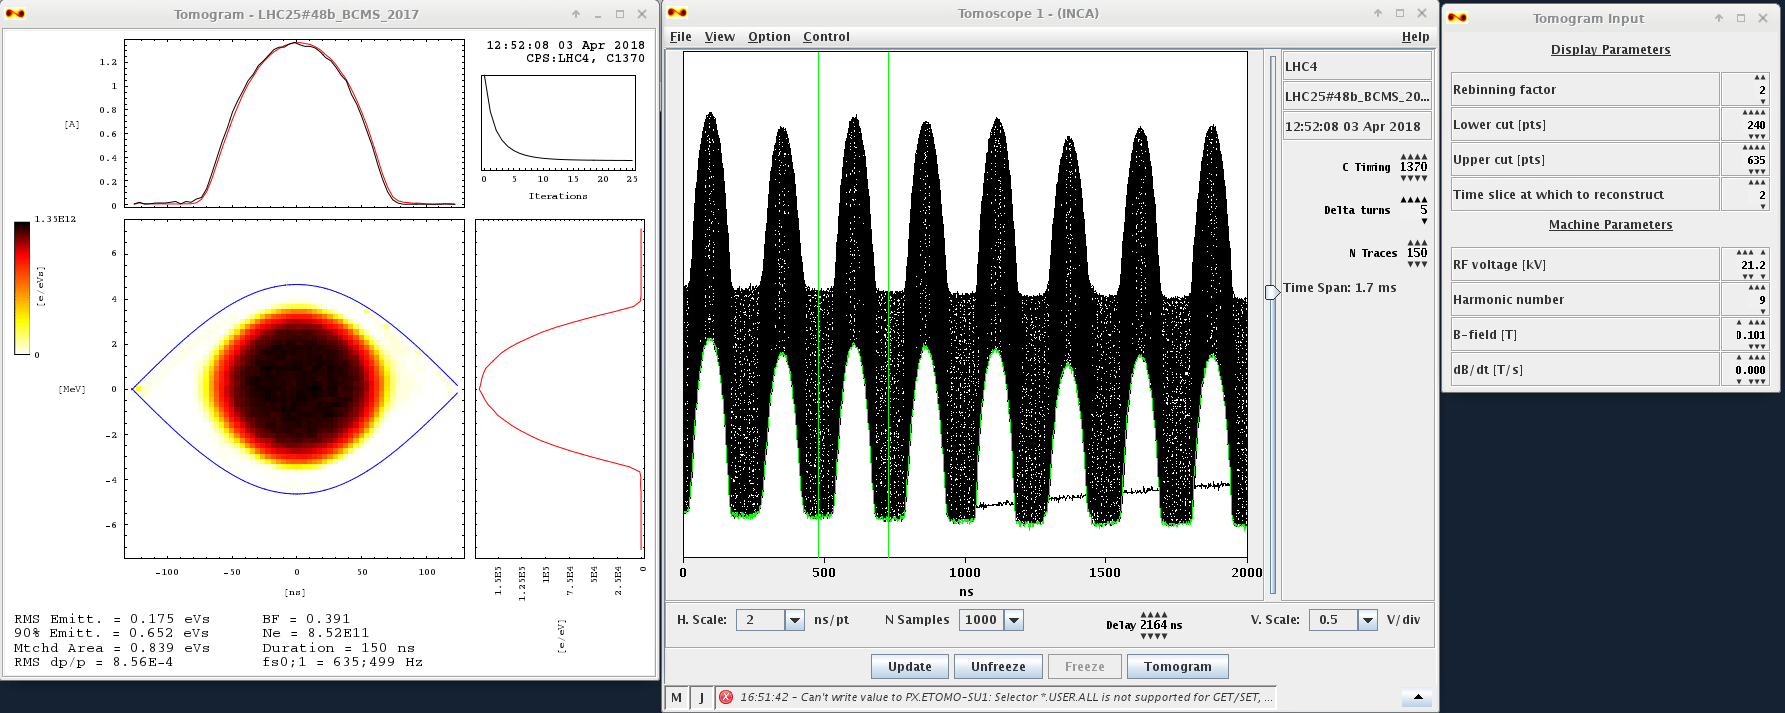 Tomogram - LHC25#48b_BCMS_2017
12:52:08 03 Apr 2018
CPS:LHC4, C1370
1.2
1
0.8
[A]
0.6
0.4
0.2
0
0 5 10 15 20 25
Iterations
1.35E12
[e/eVs]
0
6
4
2
[MeV]
0
-2
-4
-6
-100 -50 0 50 100
[ns]
1.5E5
1.25E5
1E5
7.5E4
5E4
2.5E4
0
[e/eV]
RMS Emitt. = 0.175 eVs BF = 0.391
90% Emitt. = 0.652 eVs Ne = 8.52E11
Mtchd Area = 0.839 eVs Duration = 150 ns
RMS dp/p = 8.56E-4 fs0;1 = 635;499 Hz
Tomoscope 1 - (INCA)
File View Option Control Help
LHC4
LHC25#48b_BCMS_20...
12:52:08 03 Apr 2018
C Timing 1370
Delta turns 5
N Traces 150
Time Span: 1.7 ms
0 500 1000 1500 2000
ns
H. Scale: 2 ns/pt N Samples 1000 Delay 2164 ns V. Scale: 0.5 V/div
Update Unfreeze Freeze Tomogram
M J 16:51:42 - Can't write value to PX.ETOMO-SU1: Selector *.USER.ALL is not supported for GET/SET, ...
Tomogram Input
Display Parameters
Rebinning factor 2
Lower cut [pts] 240
Upper cut [pts] 635
Time slice at which to reconstruct 2
Machine Parameters
RF voltage [kV] 21.2
Harmonic number 9
B-field [T] 0.101
dB/dt [T/s] 0.000